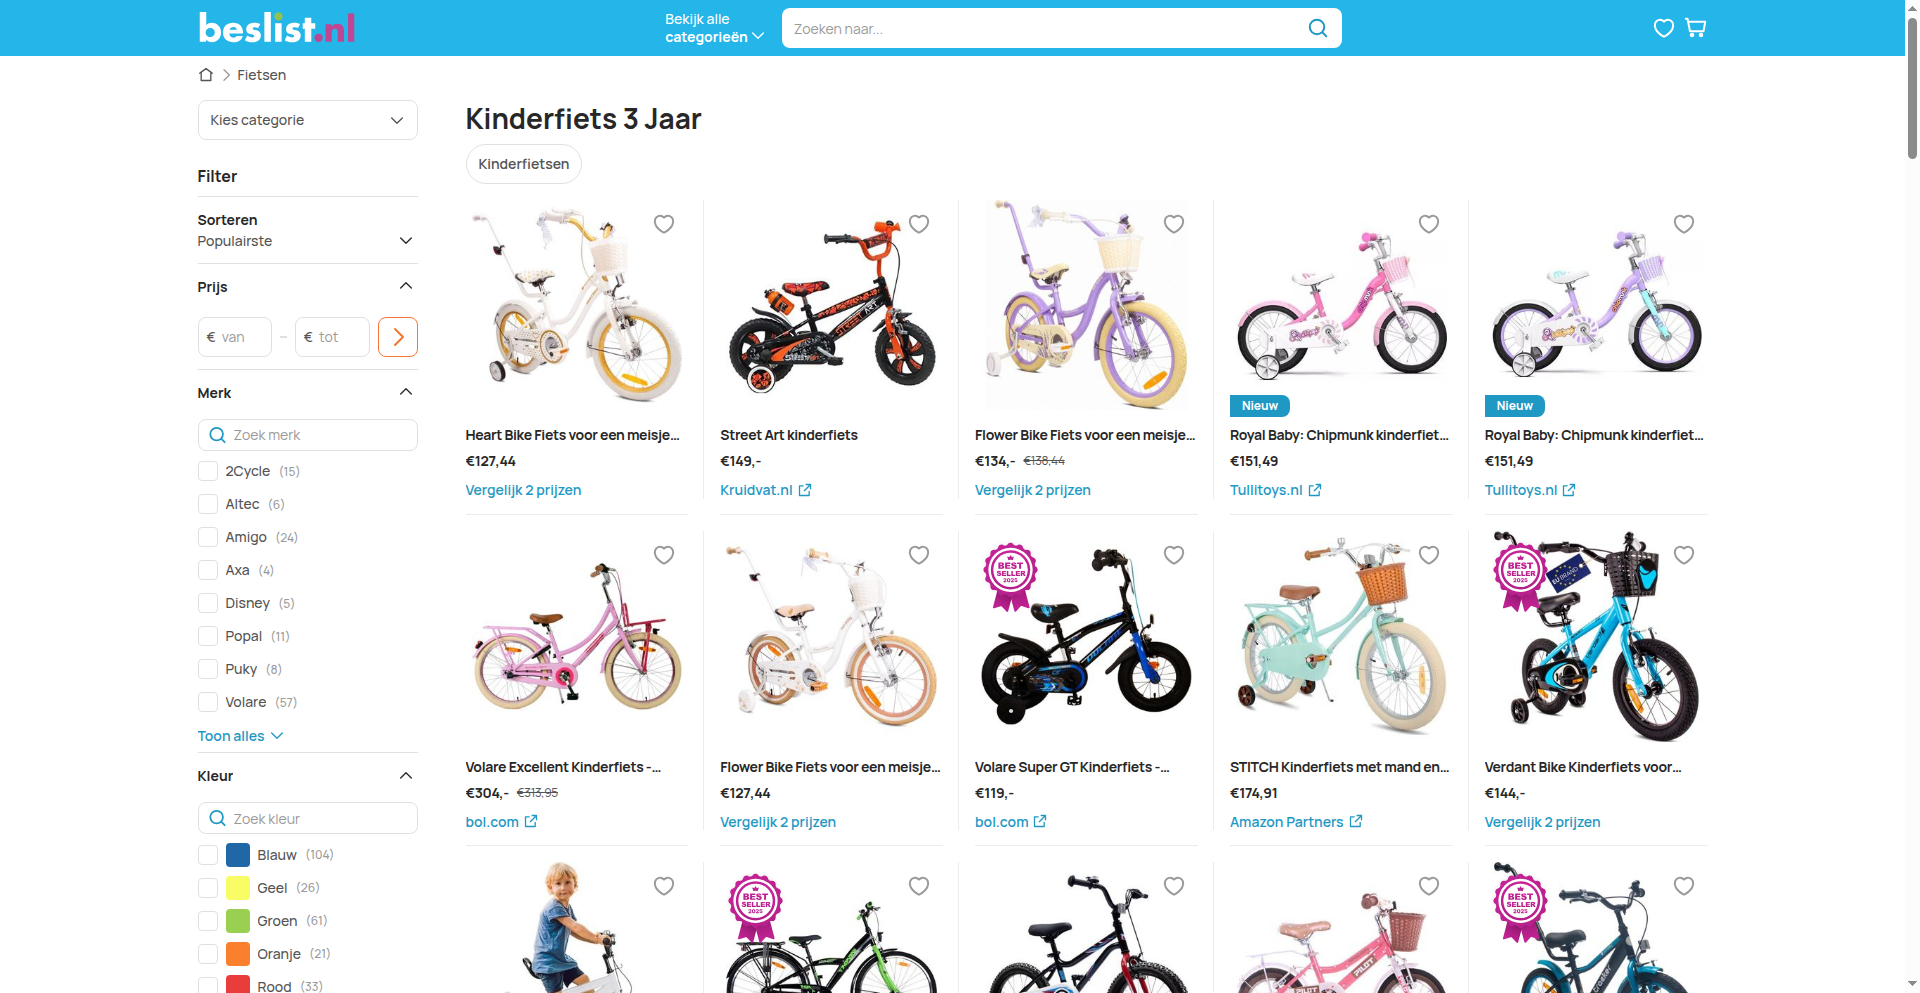 beslist.nl
Bekijk alle
categorieën
Zoeken naar...
Fietsen
Kies categorie
Filter
Sorteren
Populairste
Prijs
€ van
–
€ tot
Merk
Zoek merk
2Cycle (15)
Altec (6)
Amigo (24)
Axa (4)
Disney (5)
Popal (11)
Puky (8)
Volare (57)
Toon alles
Kleur
Zoek kleur
Blauw (104)
Geel (26)
Groen (61)
Oranje (21)
Rood (33)
Kinderfiets 3 Jaar
Kinderfietsen
Heart Bike Fiets voor een meisje...
€127,44
Vergelijk 2 prijzen
STREET ART
Street Art kinderfiets
€149,-
Kruidvat.nl
Flower Bike Fiets voor een meisje...
€134,- €138,44
Vergelijk 2 prijzen
Nieuw
Royal Baby: Chipmunk kinderfiet...
€151,49
Tullitoys.nl
Nieuw
Royal Baby: Chipmunk kinderfiet...
€151,49
Tullitoys.nl
Volare Excellent Kinderfiets -...
€304,- €313,95
bol.com
Flower Bike Fiets voor een meisje...
€127,44
Vergelijk 2 prijzen
BEST
SELLER
2025
Volare Super GT Kinderfiets -...
€119,-
bol.com
STITCH Kinderfiets met mand en...
€174,91
Amazon Partners
BEST
SELLER
2025
EU BRAND
Verdant Bike Kinderfiets voor...
€144,-
Vergelijk 2 prijzen
BEST
SELLER
2025
PILOT
BEST
SELLER
2025